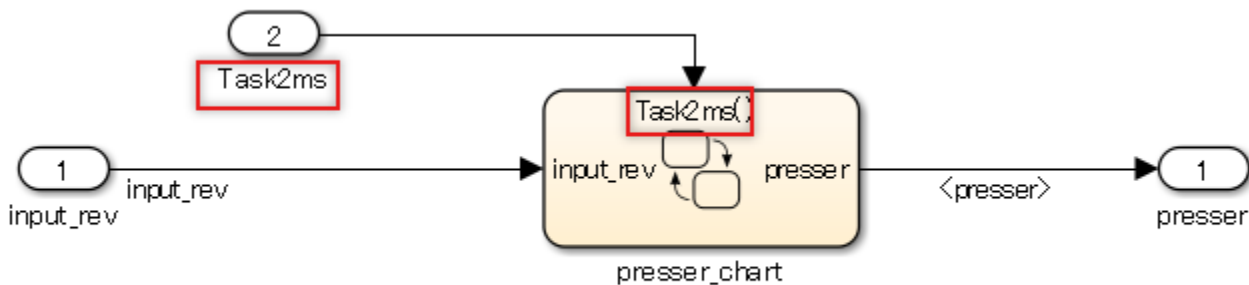 2
Task2ms
Task2ms()
1
input_rev
input_rev
input_rev
presser
<presser>
1
presser
presser_chart